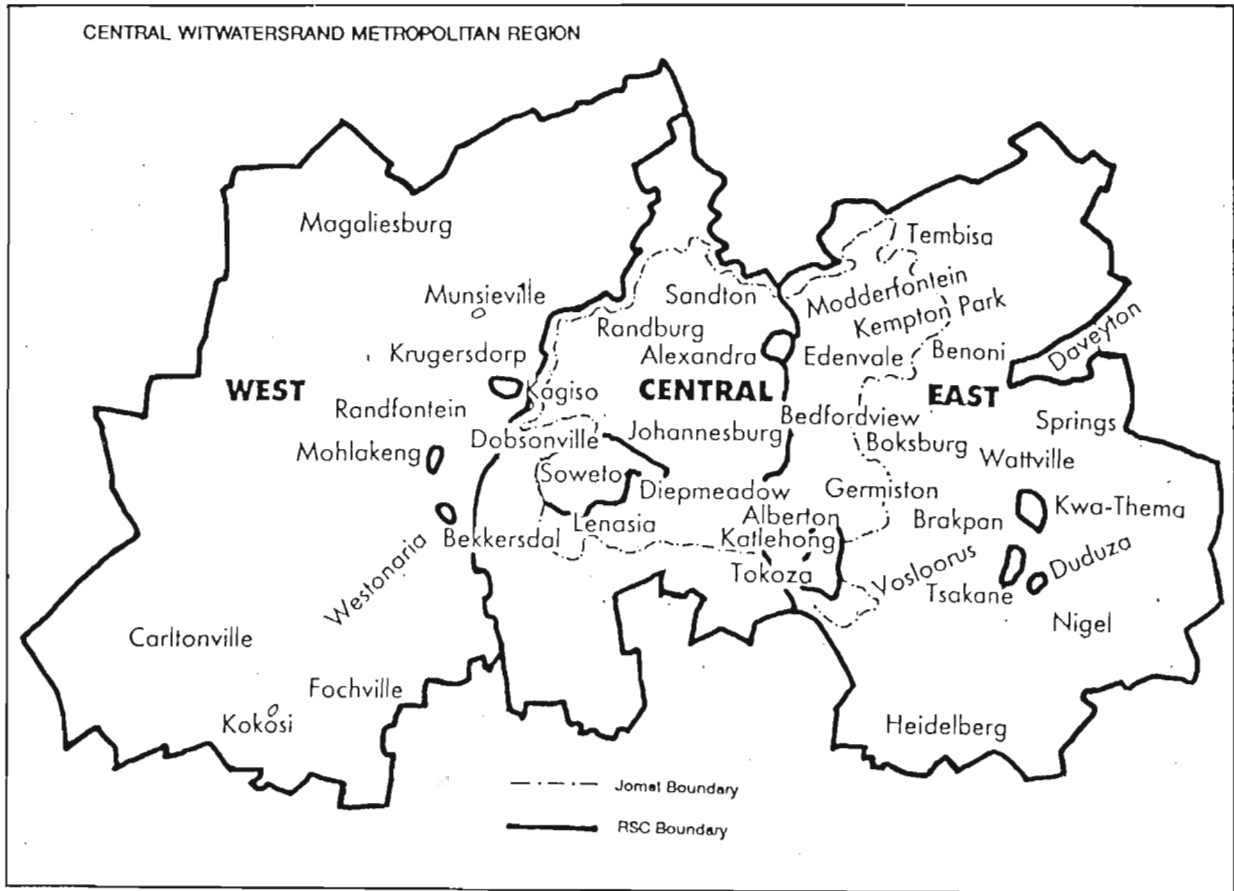 CENTRAL WITWATERSRAND METROPOLITAN REGION
Magaliesburg
Tembisa
Munsieville
Sandton
Modderfontein
Randburg
Kempton Park
Krugersdorp
Alexandra
Edenvale
Benoni
Daveyton
WEST
Kagiso
CENTRAL
EAST
Randfontein
Bedfordview
Springs
Dobsonville
Johannesburg
Boksburg
Mohlakeng
Wattville
Soweto
Diepmeadow
Germiston
Kwa-Thema
Lenasia
Alberton
Brakpan
Bekkersdal
Katlehong
Westonaria
Tokoza
Vosloorus
Duduza
Tsakane
Carltonville
Nigel
Fochville
Kokosi
Heidelberg
Jomet Boundary
RSC Boundary